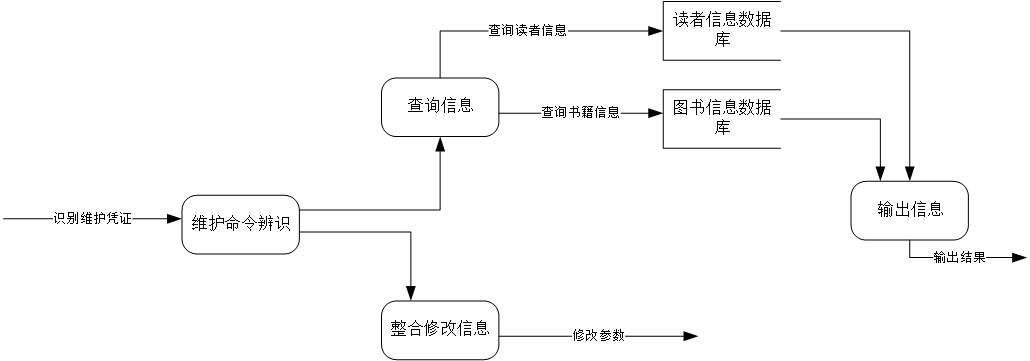 查询读者信息
读者信息数据
库
查询信息
查询书籍信息
图书信息数据
库
识别维护凭证
维护命令辨识
输出信息
输出结果
整合修改信息
修改参数